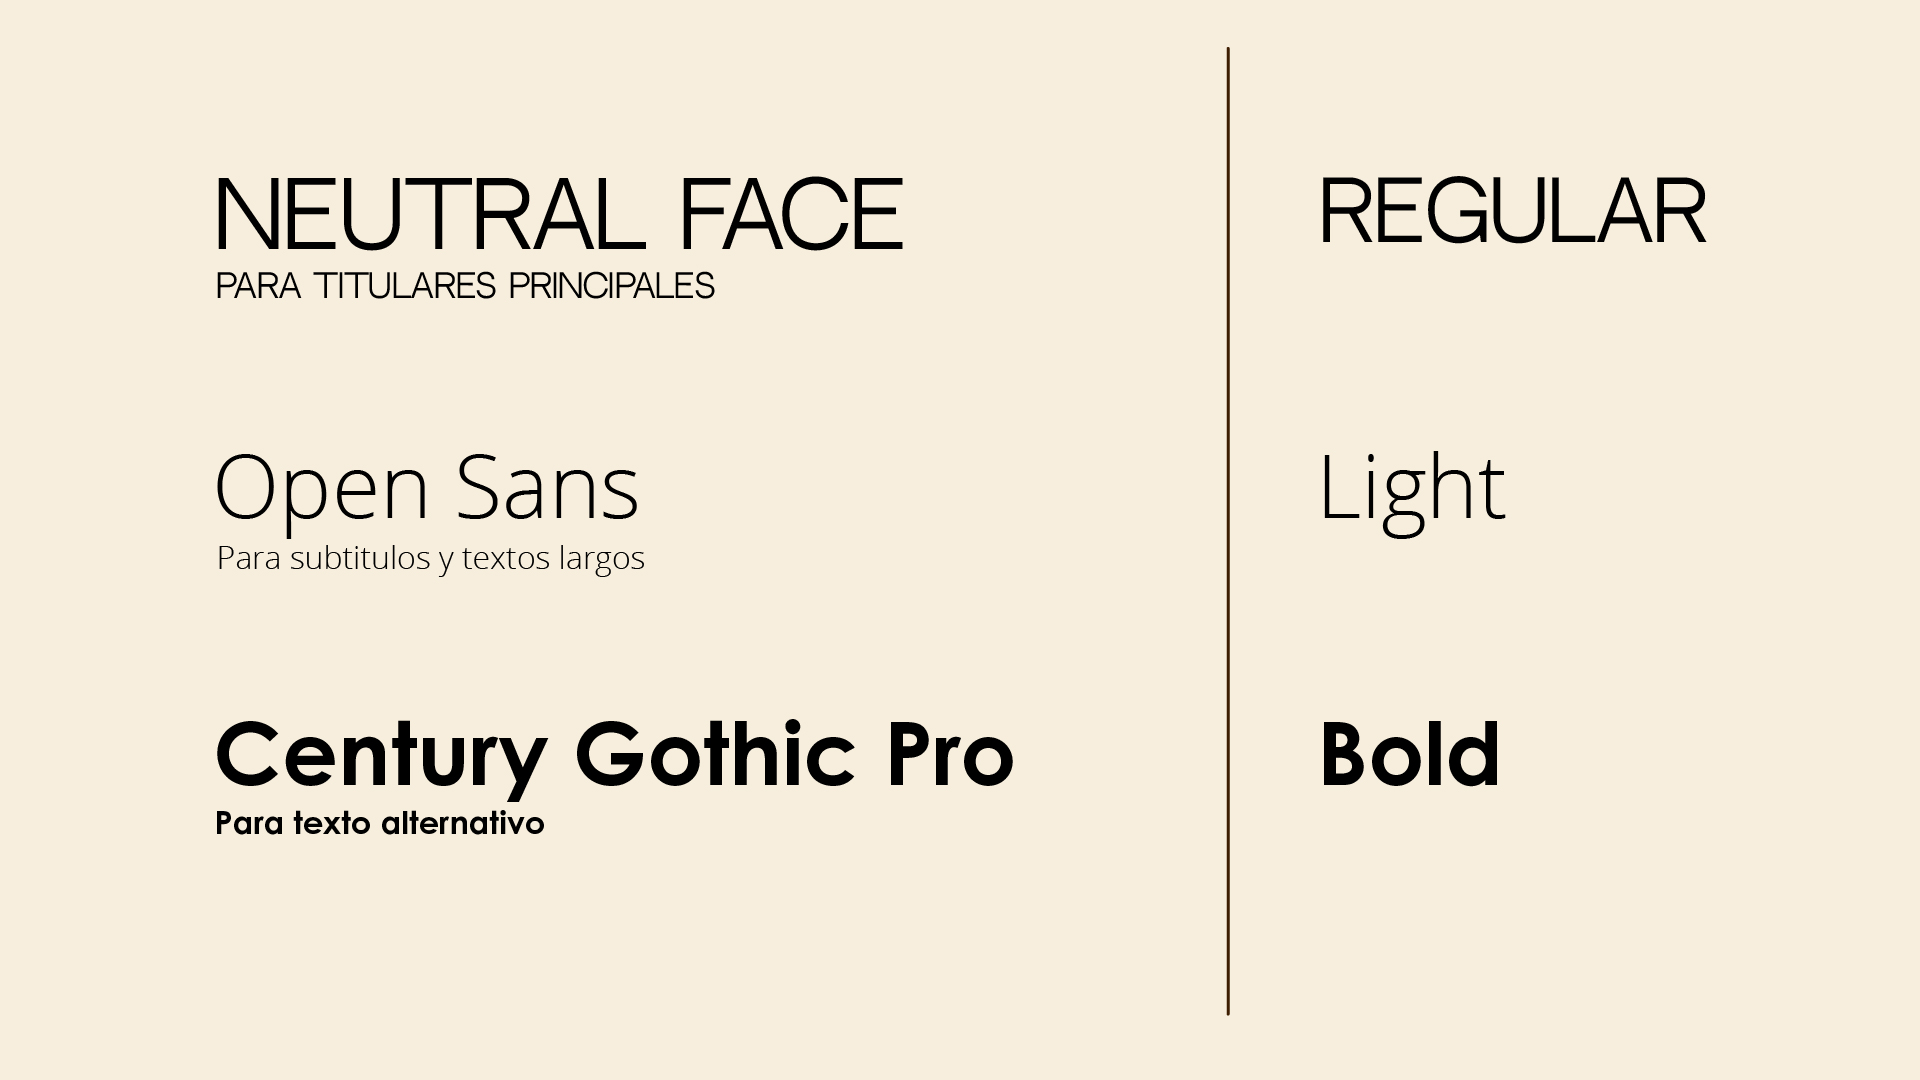 NEUTRAL FACE
PARA TITULARES PRINCIPALES
REGULAR
Open Sans
Para subtitulos y textos largos
Light
Century Gothic Pro
Para texto alternativo
Bold